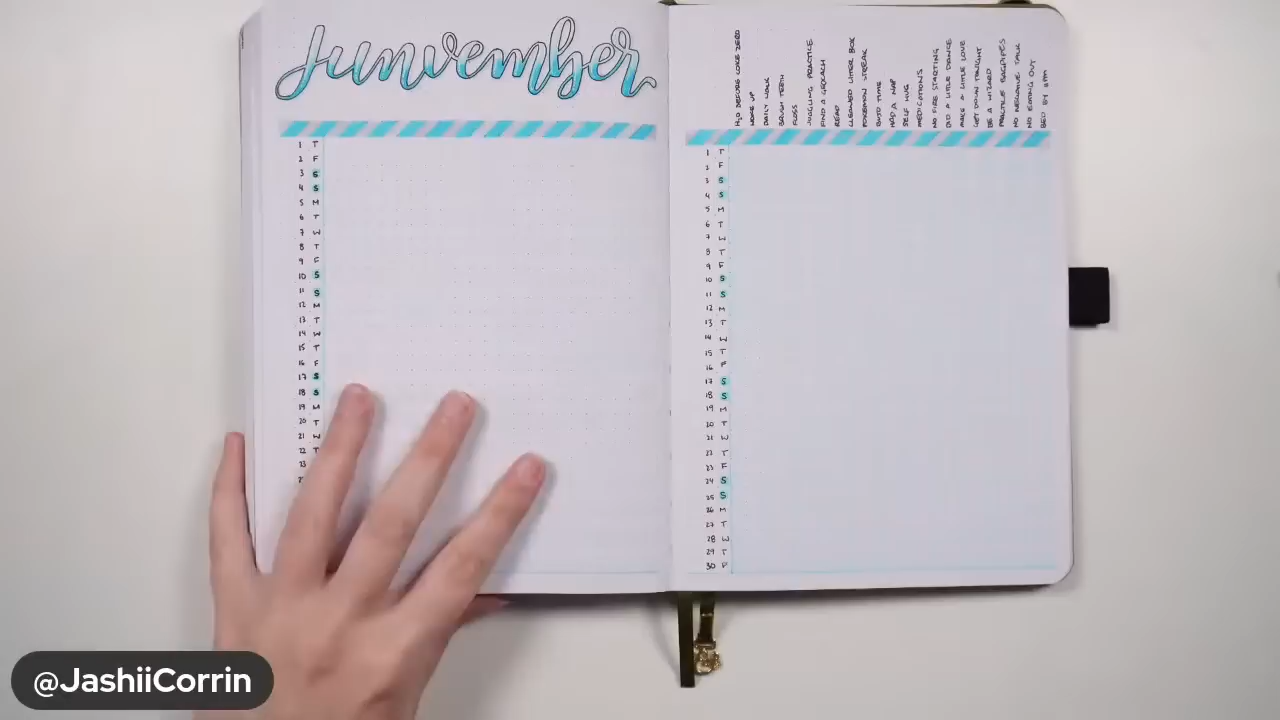 Junvember
1 T
2 F
3 S
4 S
5 M
6 T
7 W
8 T
9 F
10 S
11 S
12 M
13 T
14 W
15 T
16 F
17 S
18 S
19 M
20 T
21 W
22 T
23
H2O BEFORE COKE ZERO
WOKE UP
DAILY WALK
BRUSH TEETH
FLOSS
JUGGLING PRACTICE
FIND A GEOCACH
READ
CLEANED LITTER BOX
POKEMON STREAK
BUJO TIME
HAD A NAP
SELF HUG
MEDICATIONS
NO FIRE STARTING
DID A LITTLE DANCE
MAKE A LITTLE LOVE
GET DOWN TONIGHT
BE A WIZARD
PRACTICE BAGPIPES
NO NEGATIVE TALK
NO EATING OUT
BED BY 8PM
1 T
2 F
3 S
4 S
5 M
6 T
7 W
8 T
9 F
10 S
11 S
12 M
13 T
14 W
15 T
16 F
17 S
18 S
19 M
20 T
21 W
22 T
23 F
24 S
25 S
26 M
27 T
28 W
29 T
30 F
@JashiiCorrin